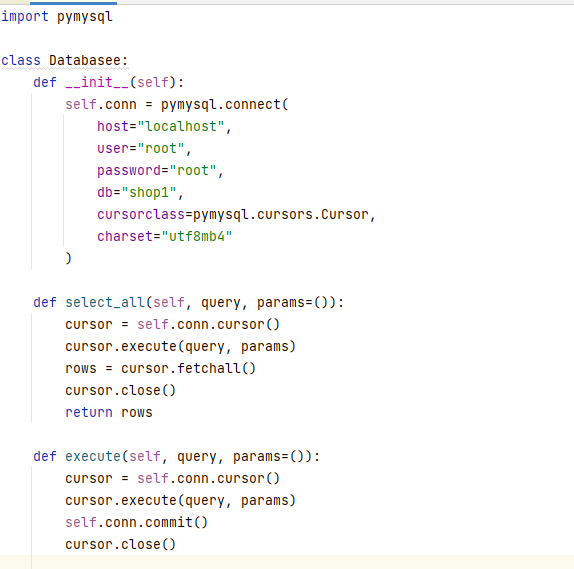 import pymysql
class Databasee:
    def __init__(self):
        self.conn = pymysql.connect(
            host="localhost",
            user="root",
            password="root",
            db="shop1",
            cursorclass=pymysql.cursors.Cursor,
            charset="utf8mb4"
        )
    def select_all(self, query, params=()):
        cursor = self.conn.cursor()
        cursor.execute(query, params)
        rows = cursor.fetchall()
        cursor.close()
        return rows
    def execute(self, query, params=()):
        cursor = self.conn.cursor()
        cursor.execute(query, params)
        self.conn.commit()
        cursor.close()